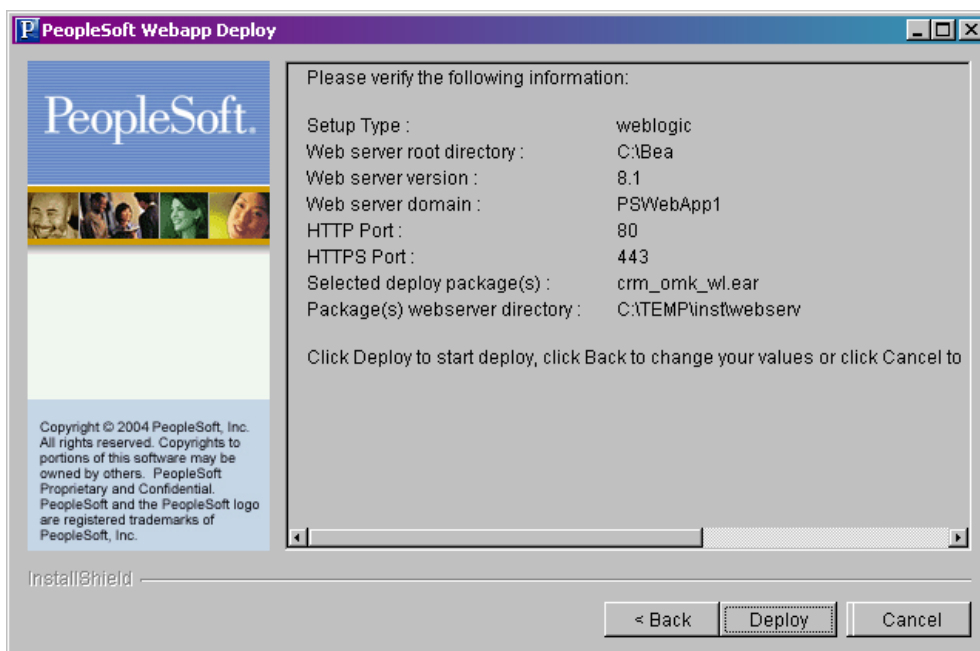 PeopleSoft Webapp Deploy
PeopleSoft.
Please verify the following information:
Setup Type : weblogic
Web server root directory : C:\Bea
Web server version : 8.1
Web server domain : PSWebApp1
HTTP Port : 80
HTTPS Port : 443
Selected deploy package(s) : crm_omk_wl.ear
Package(s) webserver directory : C:\TEMP\inst\webserv
Click Deploy to start deploy, click Back to change your values or click Cancel to
Copyright © 2004 PeopleSoft, Inc.
All rights reserved. Copyrights to
portions of this software may be
owned by others. PeopleSoft
Proprietary and Confidential.
PeopleSoft and the PeopleSoft logo
are registered trademarks of
PeopleSoft, Inc.
InstallShield
< Back
Deploy
Cancel